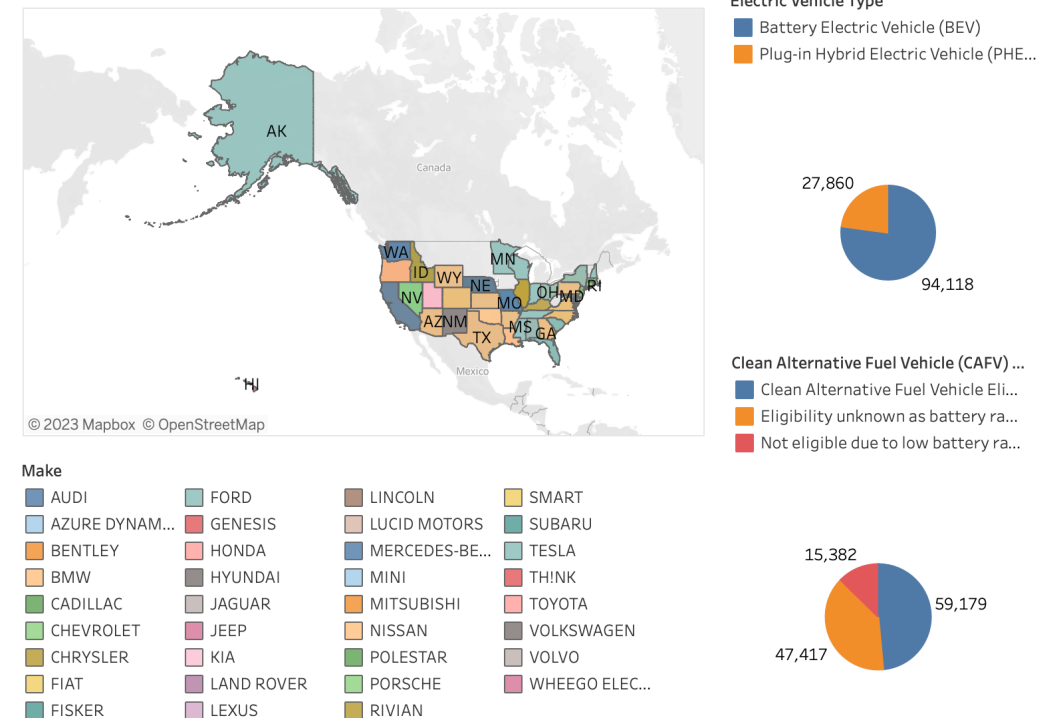 Electric Vehicle Type
Battery Electric Vehicle (BEV)
Plug-in Hybrid Electric Vehicle (PHE...
AK
Canada
WA
MN
ID
WY
NE
RI
NV
OH
MD
MO
AZ
NM
MS
GA
TX
Mexico
HI
© 2023 Mapbox © OpenStreetMap
27,860
94,118
Clean Alternative Fuel Vehicle (CAFV) ...
Clean Alternative Fuel Vehicle Eli...
Eligibility unknown as battery ra...
Not eligible due to low battery ra...
15,382
59,179
47,417
Make
AUDI
AZURE DYNAM...
BENTLEY
BMW
CADILLAC
CHEVROLET
CHRYSLER
FIAT
FISKER
FORD
GENESIS
HONDA
HYUNDAI
JAGUAR
JEEP
KIA
LAND ROVER
LEXUS
LINCOLN
LUCID MOTORS
MERCEDES-BE...
MINI
MITSUBISHI
NISSAN
POLESTAR
PORSCHE
RIVIAN
SMART
SUBARU
TESLA
TH!NK
TOYOTA
VOLKSWAGEN
VOLVO
WHEEGO ELEC...